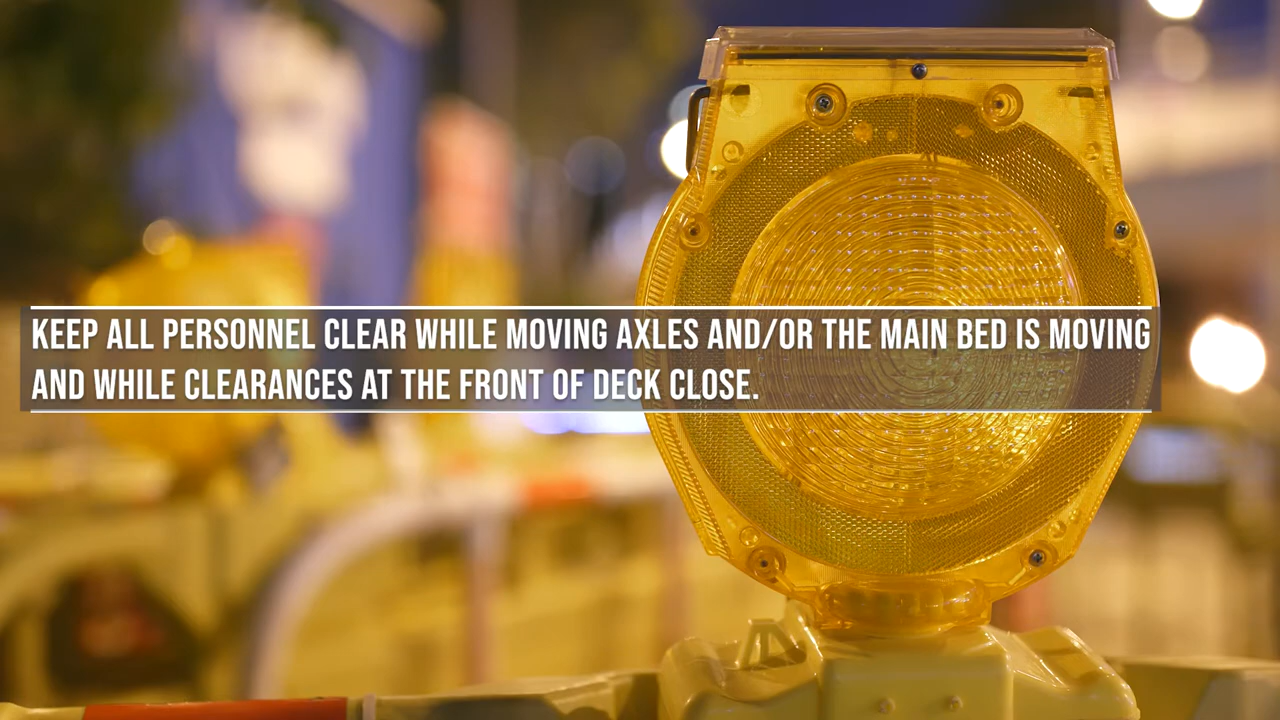 KEEP ALL PERSONNEL CLEAR WHILE MOVING AXLES AND/OR THE MAIN BED IS MOVING
AND WHILE CLEARANCES AT THE FRONT OF DECK CLOSE.